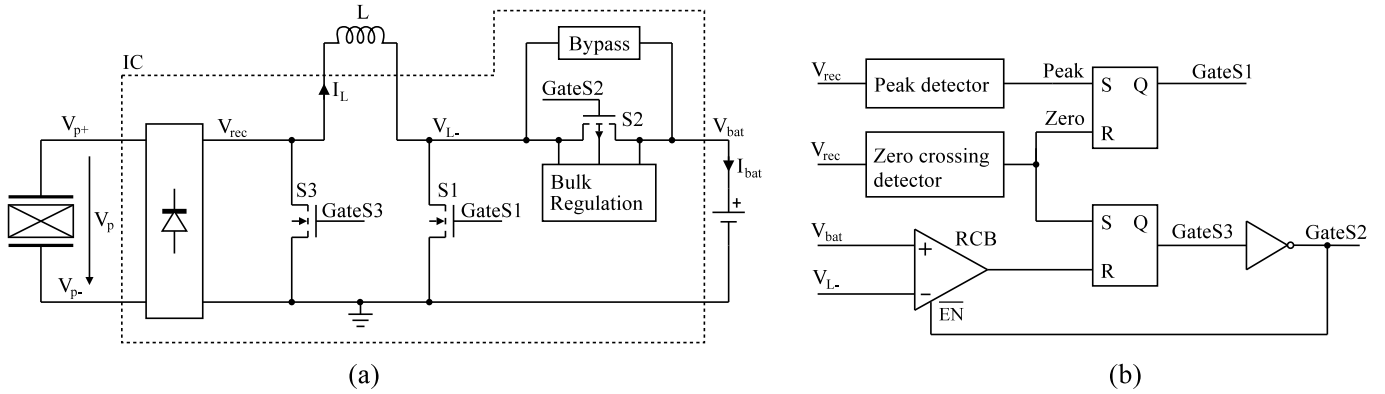 L
IC
Bypass
I_L
GateS2
S2
V_p+
V_rec
V_L-
V_bat
I_bat
Bulk
Regulation
V_p
S3
GateS3
S1
GateS1
+
V_p-
(a)
V_rec
Peak detector
Peak
S Q
GateS1
Zero
R
V_rec
Zero crossing
detector
S Q
GateS3
GateS2
V_bat
+
RCB
R
V_L-
−
EN
(b)